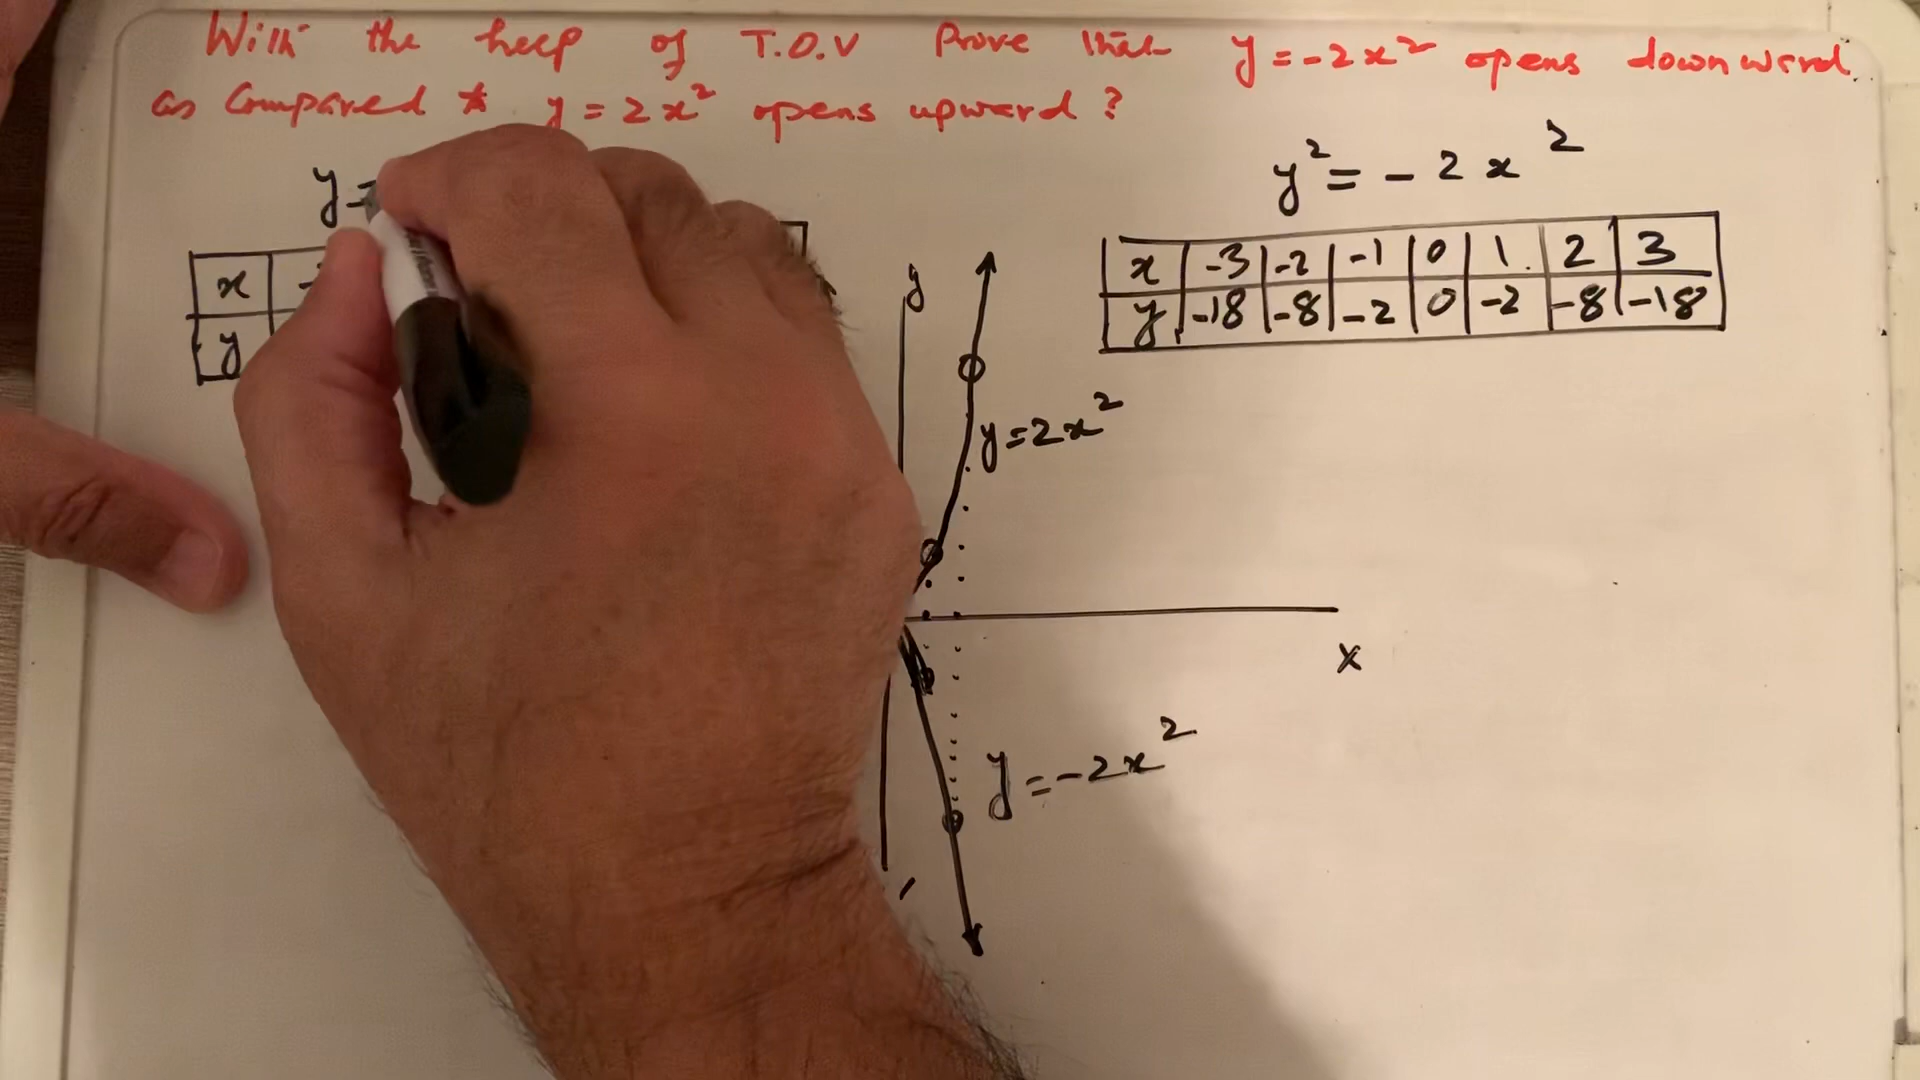 With the help of T.O.V Prove that y = -2x² opens downward
as Compared to y = 2x² opens upward ?
y =
y² = - 2 x ²
x
y
x -3 -2 -1 0 1 2 3
y -18 -8 -2 0 -2 -8 -18
y
y = 2x²
x
y = -2x²